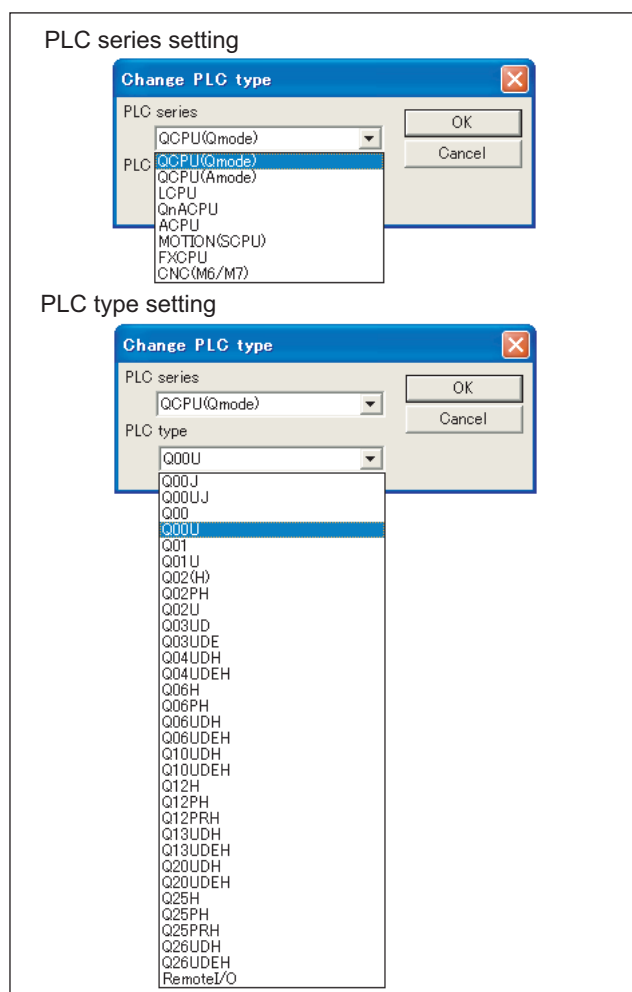 PLC series setting
Change PLC type
PLC series
QCPU(Qmode)
OK
Cancel
PLC
QCPU(Qmode)
QCPU(Amode)
LCPU
QnACPU
ACPU
MOTION(SCPU)
FXCPU
CNC(M6/M7)
PLC type setting
Change PLC type
PLC series
QCPU(Qmode)
OK
Cancel
PLC type
Q00U
Q00J
Q00UJ
Q00
Q00U
Q01
Q01U
Q02(H)
Q02PH
Q02U
Q03UD
Q03UDE
Q04UDH
Q04UDEH
Q06H
Q06PH
Q06UDH
Q06UDEH
Q10UDH
Q10UDEH
Q12H
Q12PH
Q12PRH
Q13UDH
Q13UDEH
Q20UDH
Q20UDEH
Q25H
Q25PH
Q25PRH
Q26UDH
Q26UDEH
RemoteI/O